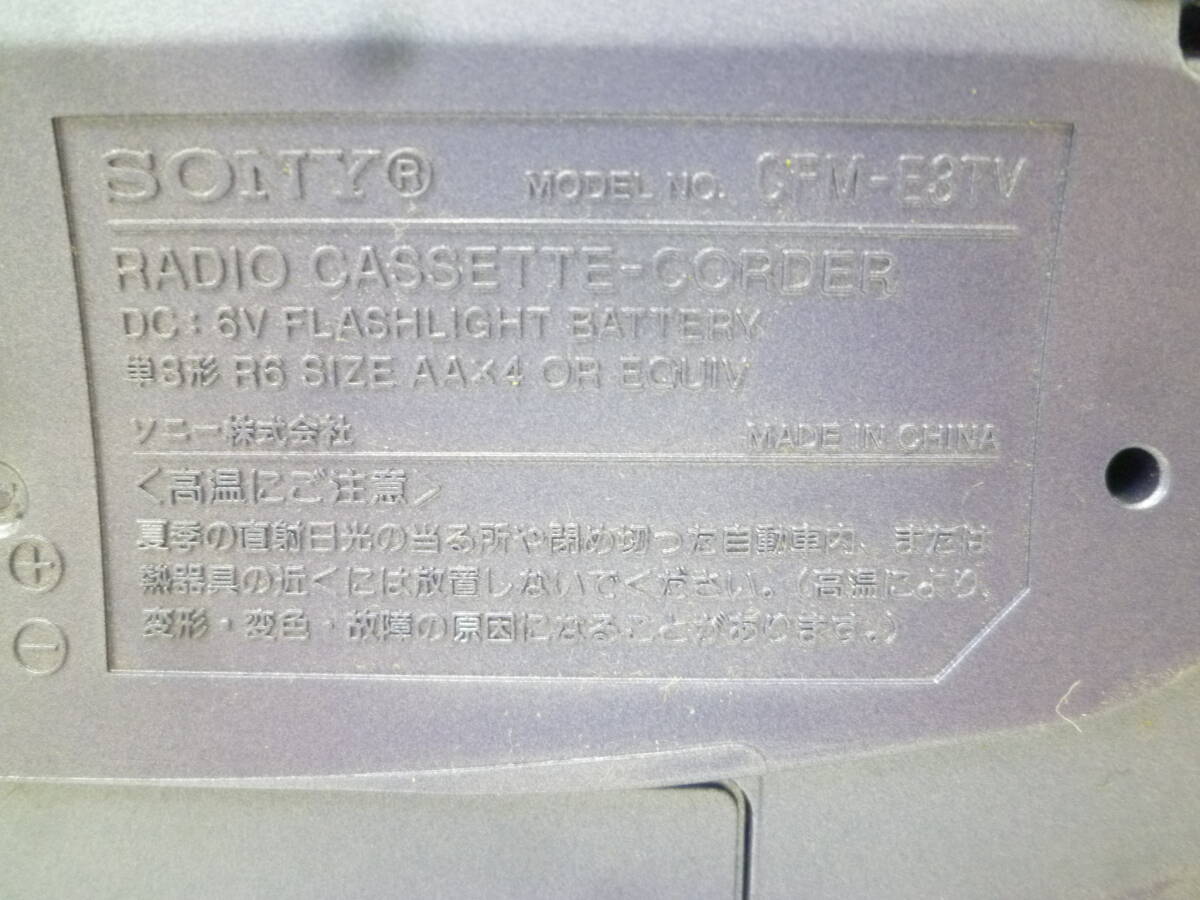 SONY®
MODEL NO. CFM-E3TV
RADIO CASSETTE-CORDER
DC : 6V FLASHLIGHT BATTERY
単3形 R6 SIZE AA×4 OR EQUIV
ソニー株式会社
MADE IN CHINA
<高温にご注意>
夏季の直射日光の当る所や閉め切った自動車内、または
熱器具の近くには放置しないでください。(高温により、
変形・変色・故障の原因になることがあります。)
⊕
⊖